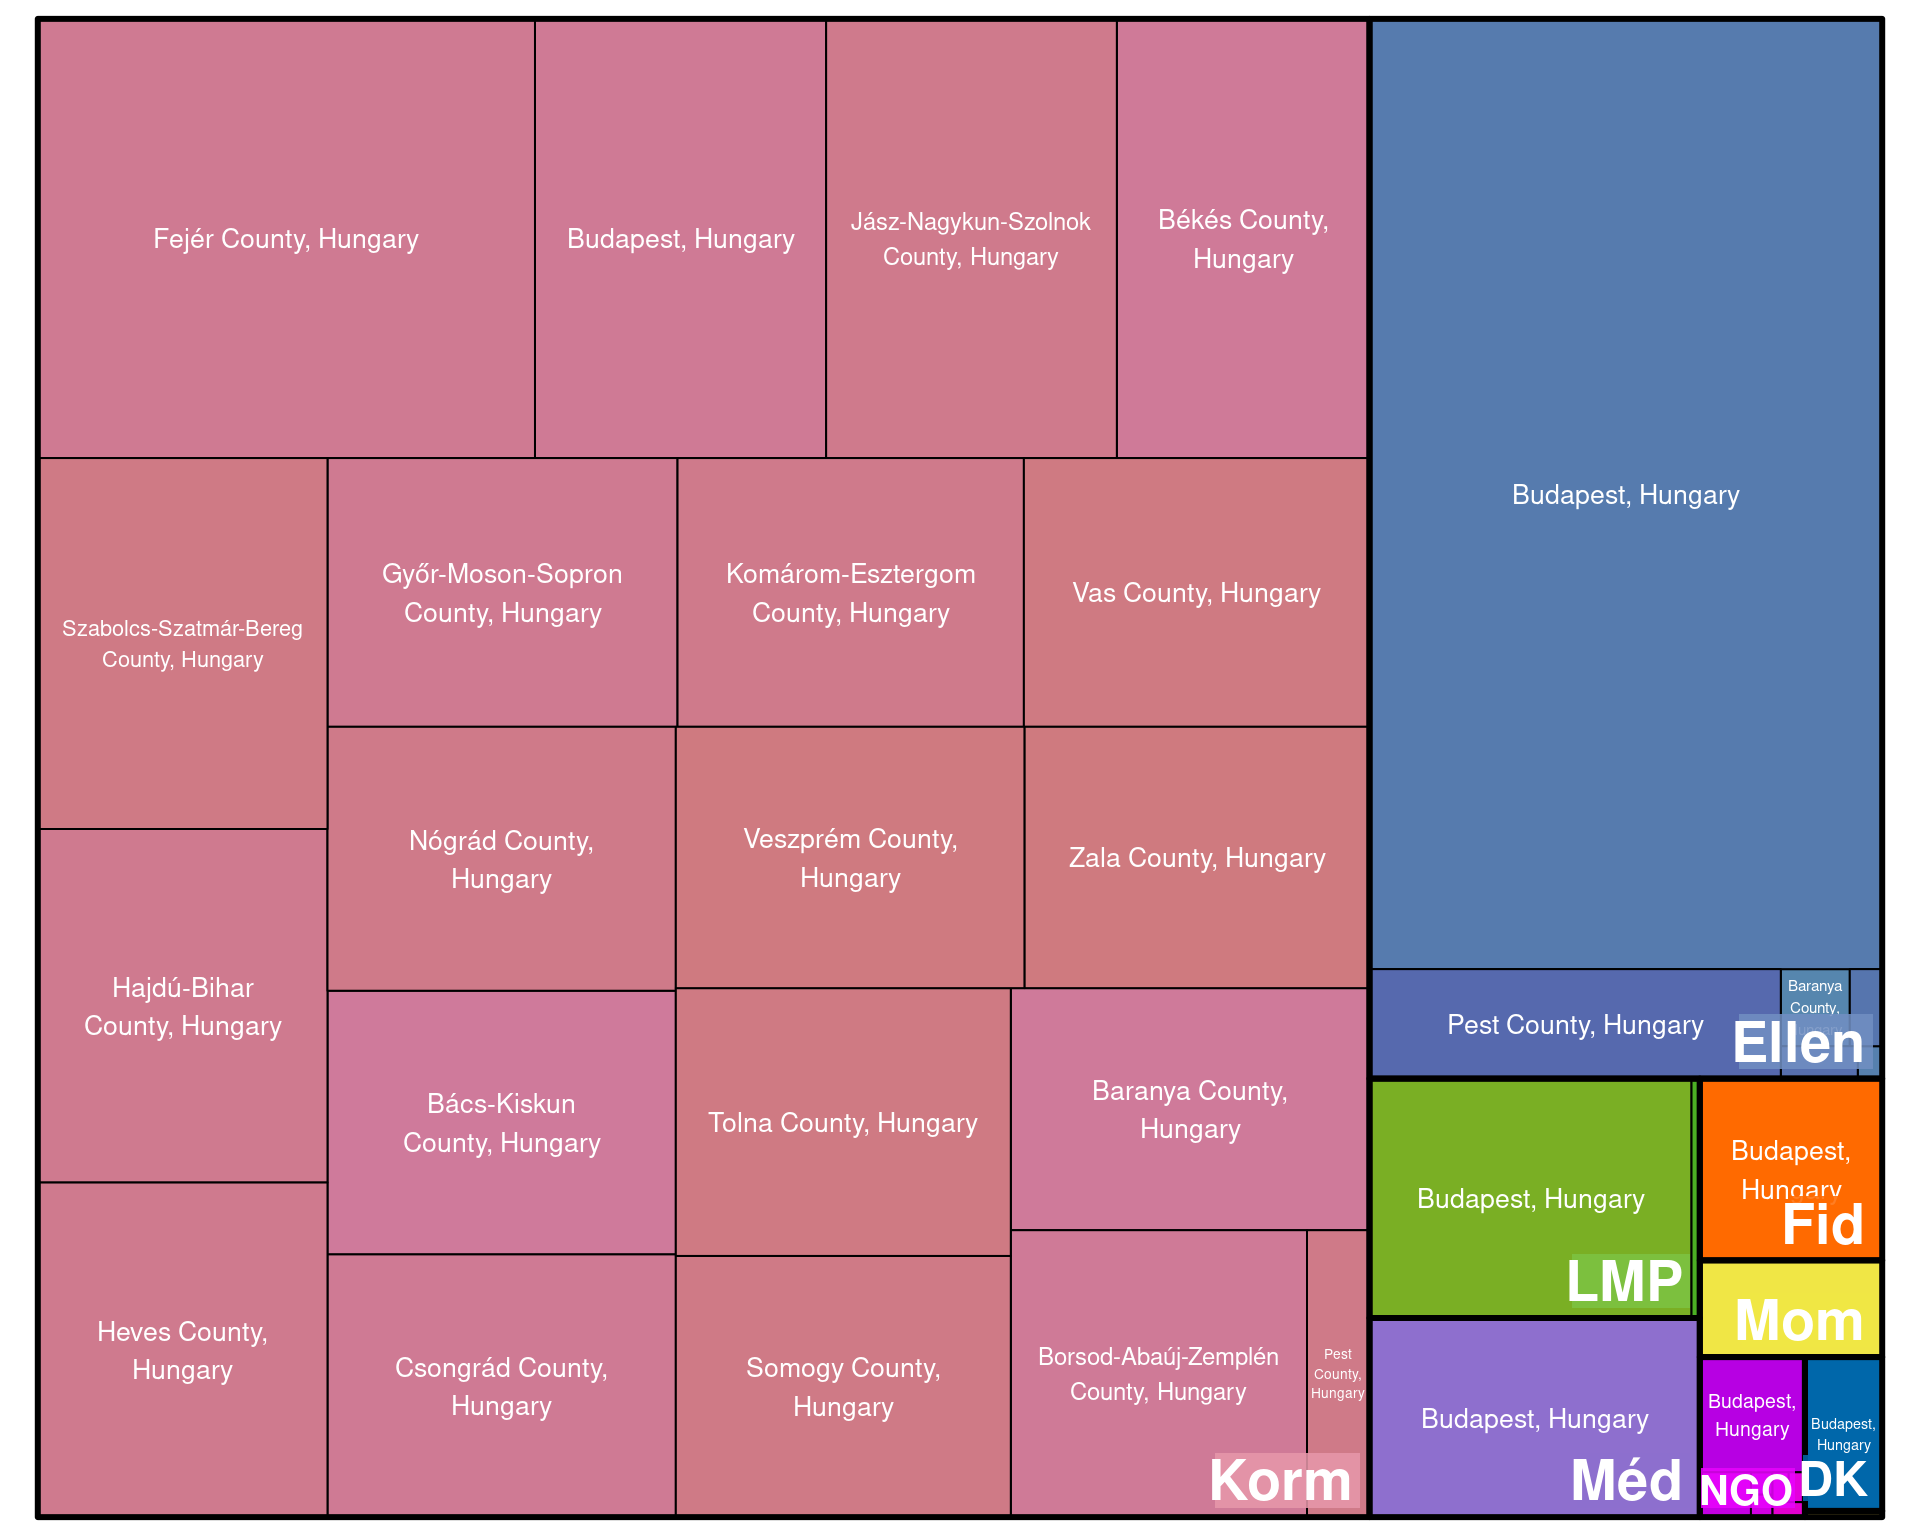 Fejér County, Hungary
Budapest, Hungary
Jász-Nagykun-Szolnok
County, Hungary
Békés County,
Hungary
Szabolcs-Szatmár-Bereg
County, Hungary
Győr-Moson-Sopron
County, Hungary
Komárom-Esztergom
County, Hungary
Vas County, Hungary
Nógrád County,
Hungary
Veszprém County,
Hungary
Zala County, Hungary
Hajdú-Bihar
County, Hungary
Bács-Kiskun
County, Hungary
Tolna County, Hungary
Baranya County,
Hungary
Heves County,
Hungary
Csongrád County,
Hungary
Somogy County,
Hungary
Borsod-Abaúj-Zemplén
County, Hungary
Pest
County,
Hungary
Korm
Budapest, Hungary
Pest County, Hungary
Baranya
County,
Ellen
Budapest, Hungary
LMP
Budapest,
Hungary
Fid
Mom
Budapest, Hungary
Méd
Budapest,
Hungary
NGO
Budapest,
Hungary
DK